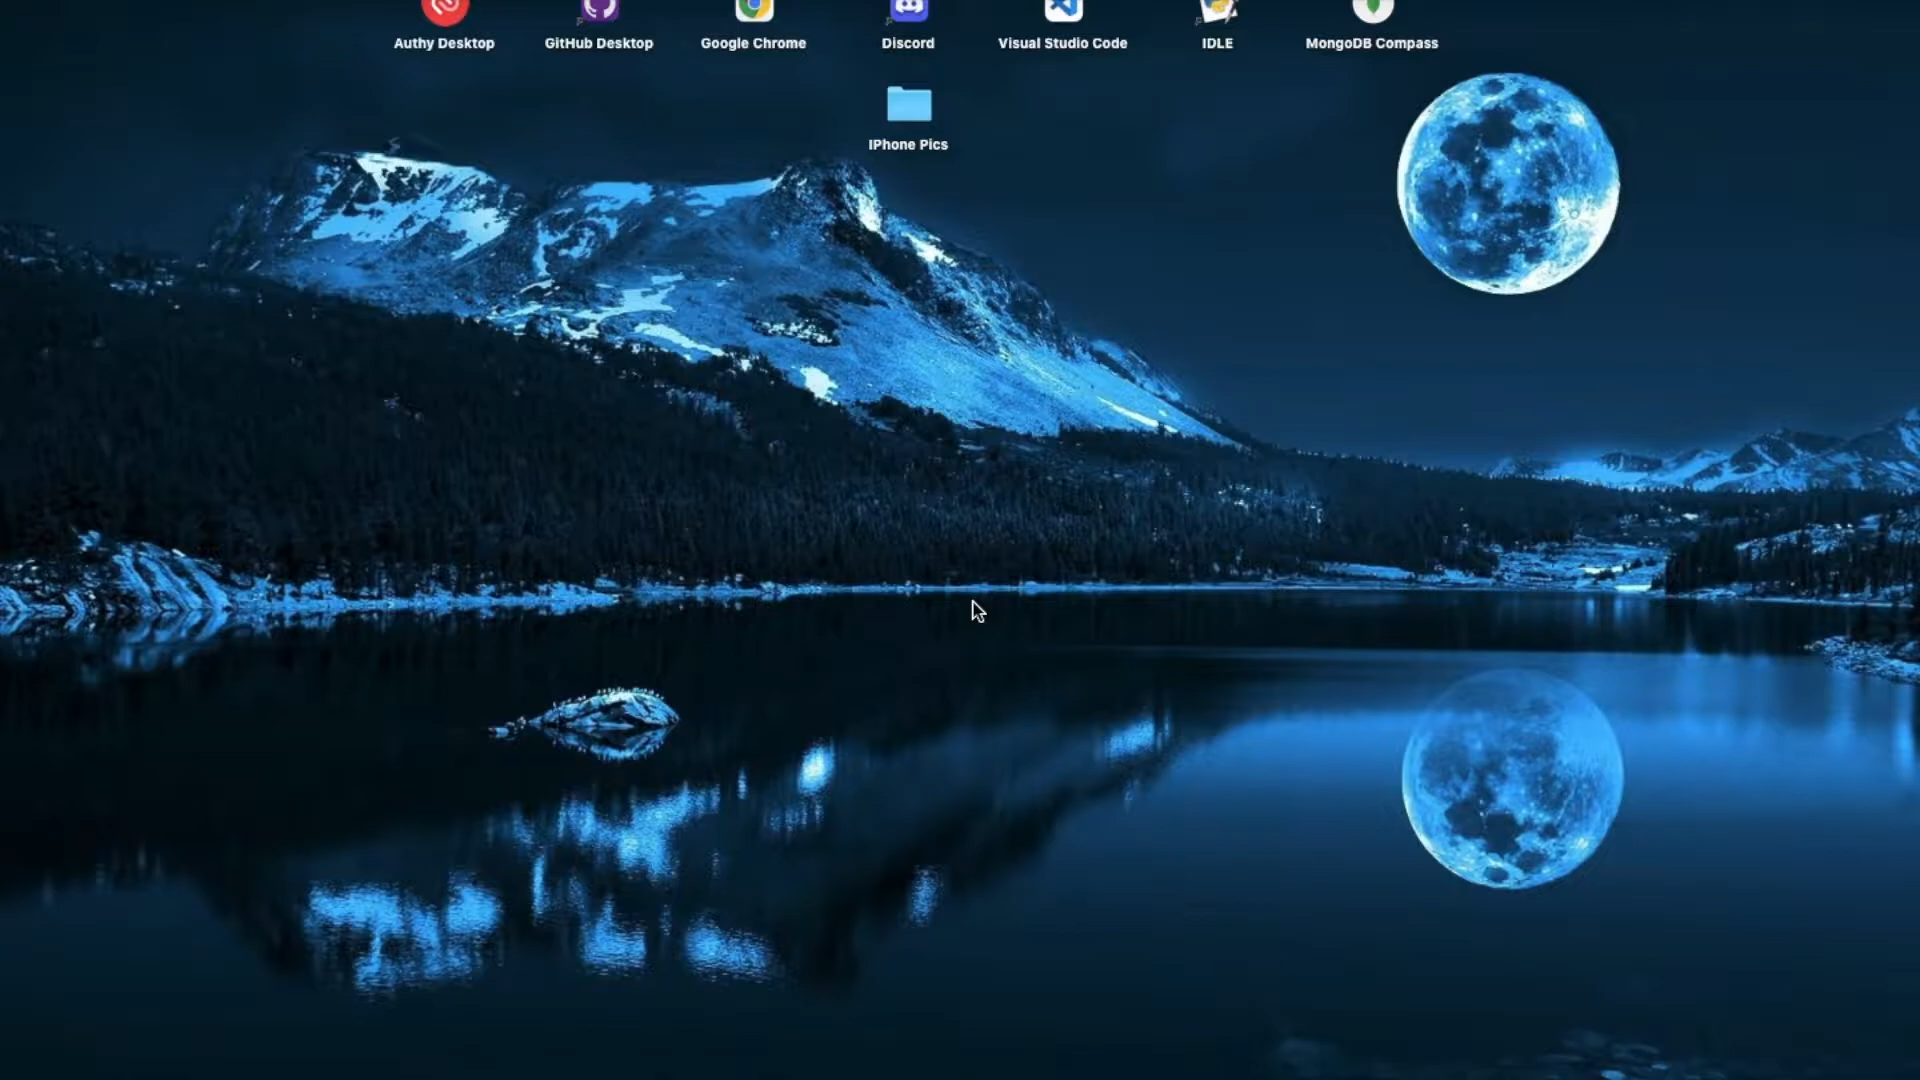 Authy Desktop
GitHub Desktop
Google Chrome
Discord
Visual Studio Code
IDLE
MongoDB Compass
IPhone Pics